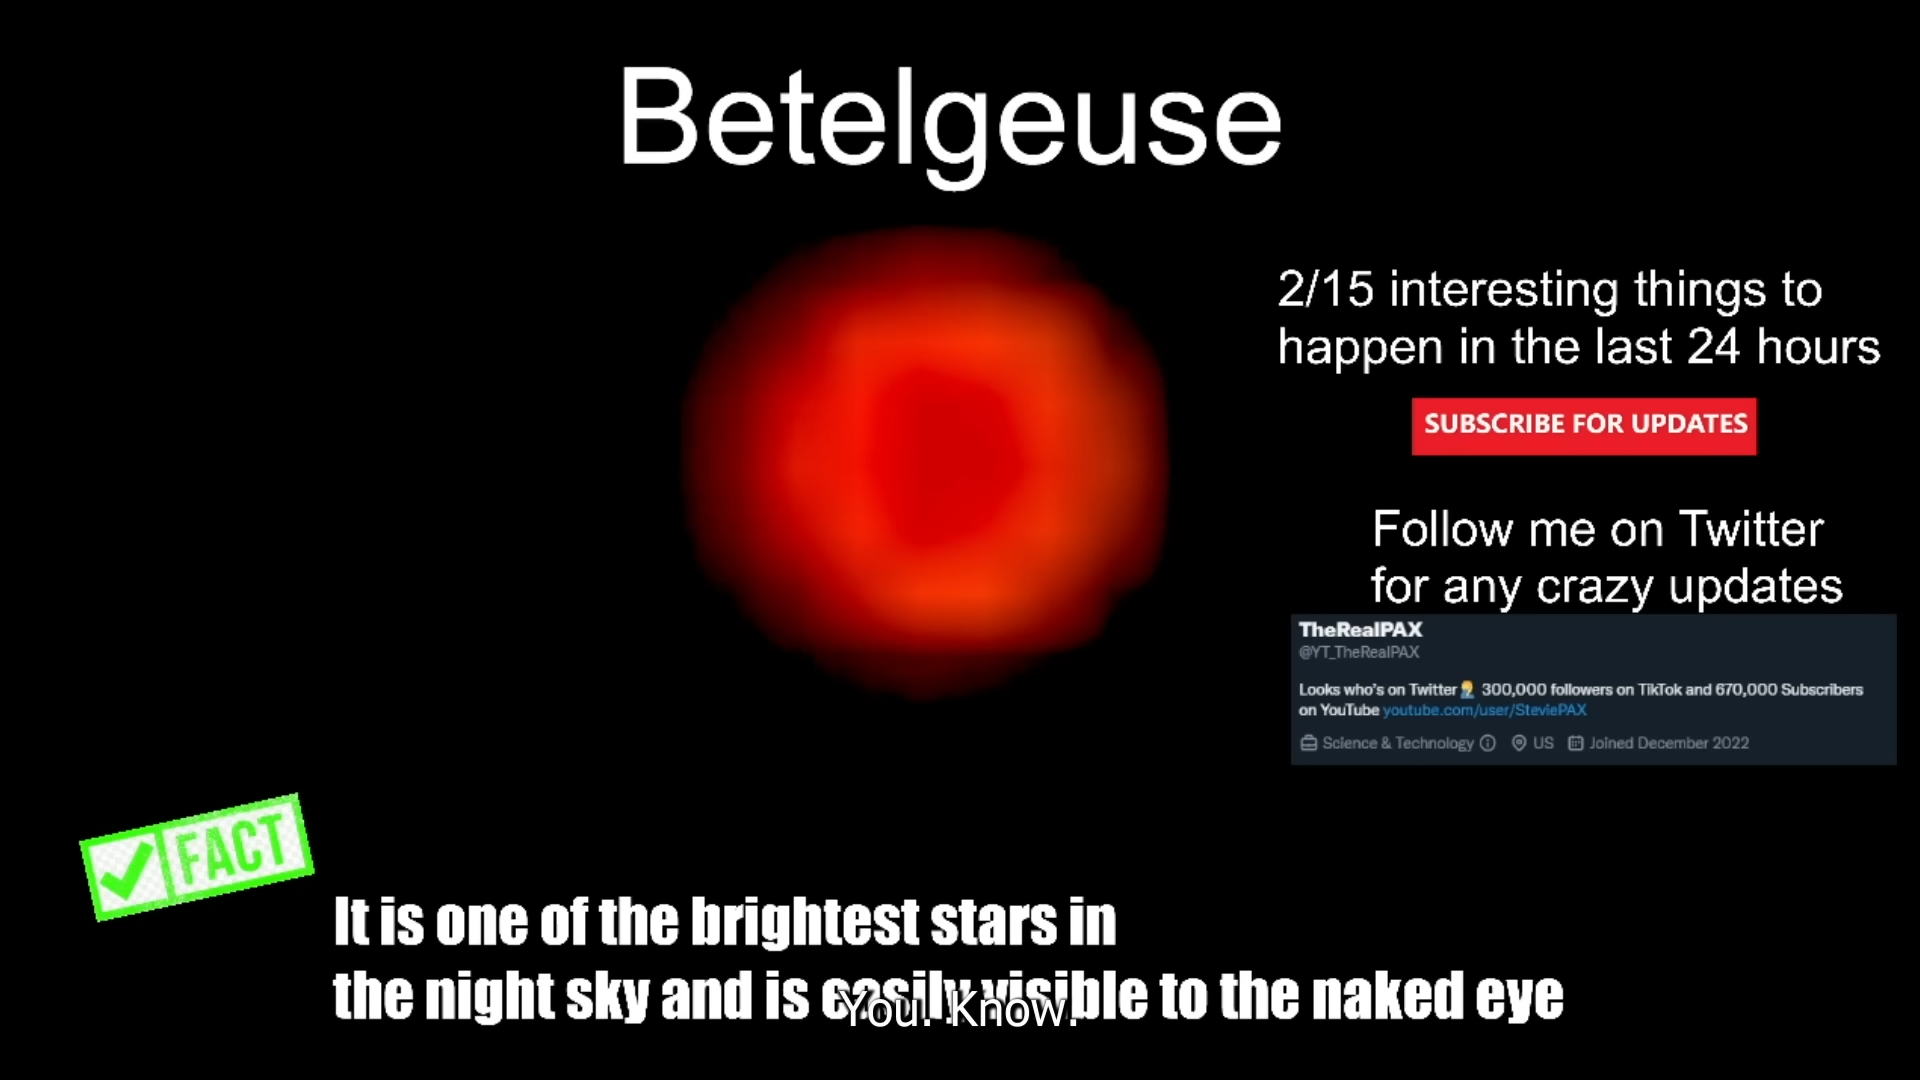 Betelgeuse
2/15 interesting things to
happen in the last 24 hours
SUBSCRIBE FOR UPDATES
Follow me on Twitter
for any crazy updates
TheRealPAX
@YT_TheRealPAX
Looks who's on Twitter 300,000 followers on TikTok and 670,000 Subscribers
on YouTube youtube.com/user/SteviePAX
Science & Technology US Joined December 2022
FACT
It is one of the brightest stars in
the night sky and is easily visible to the naked eye
You. Know.